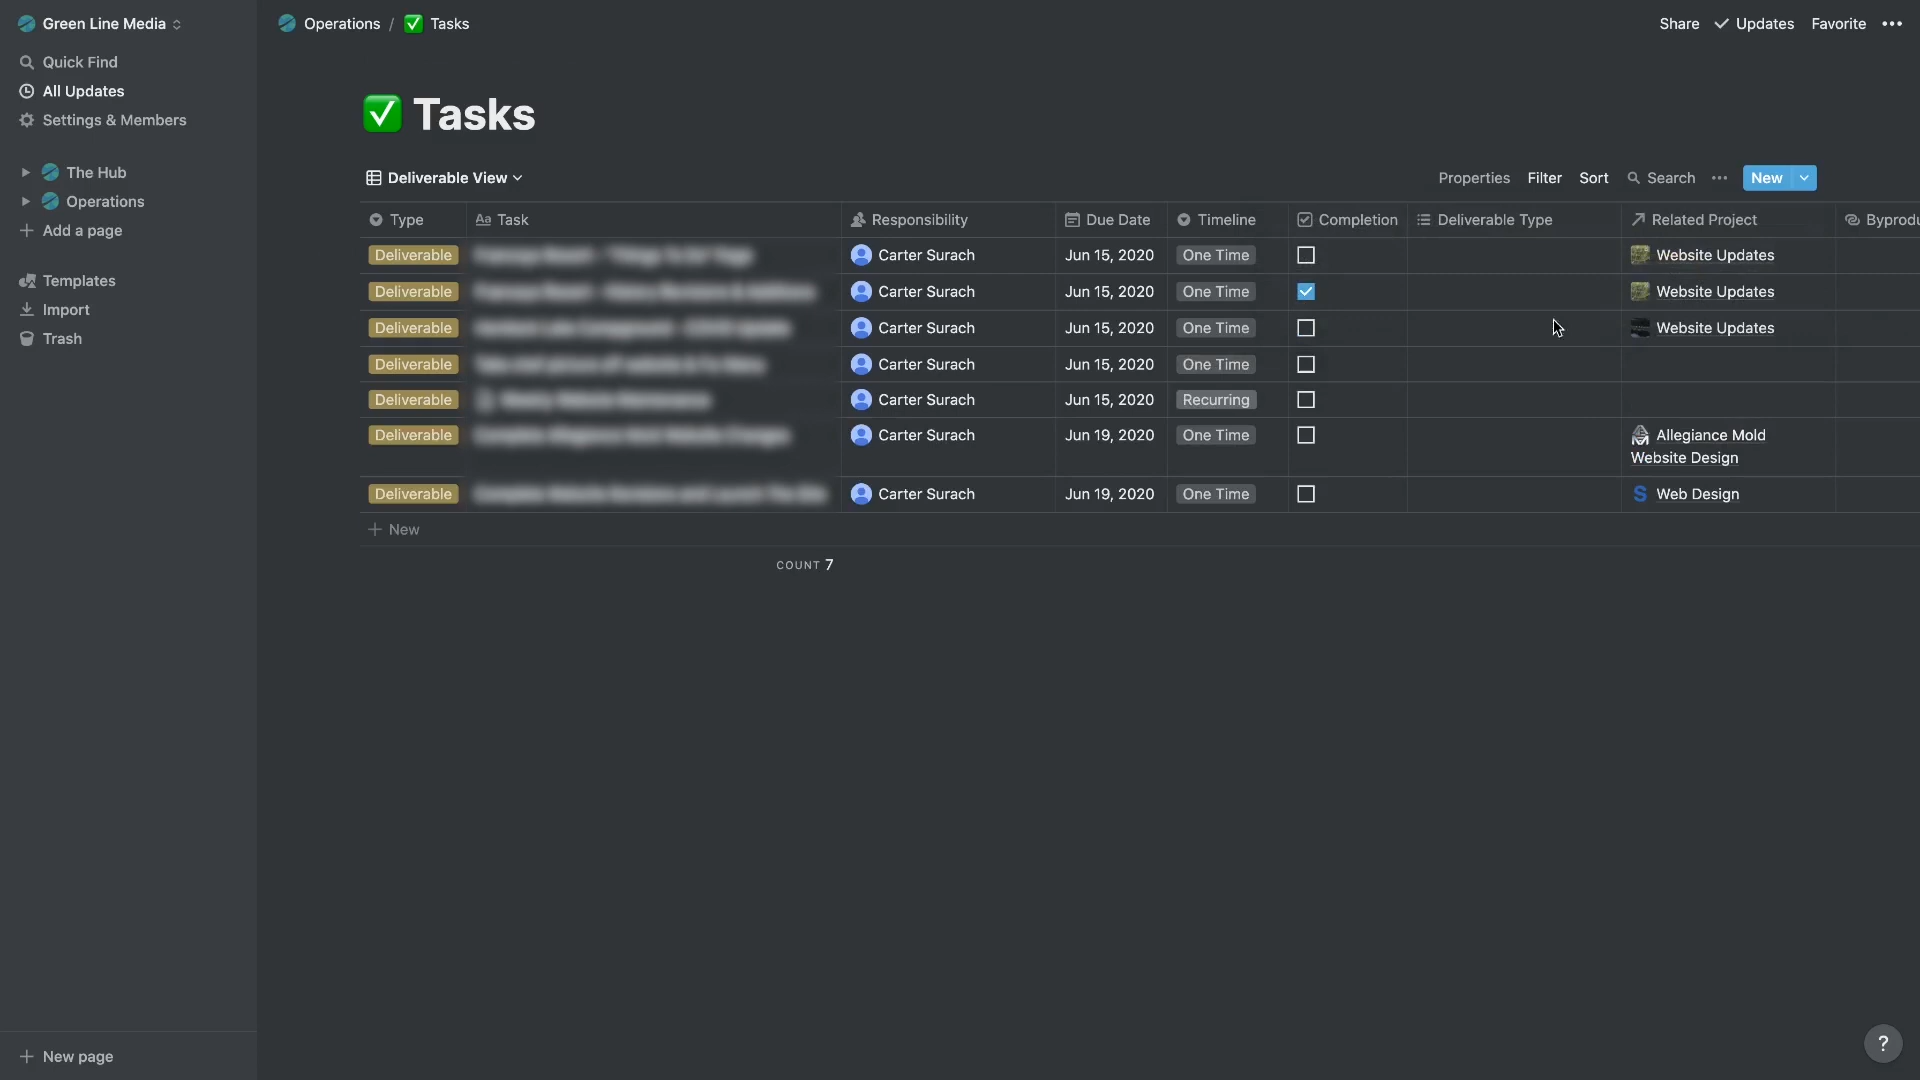 Green Line Media
Quick Find
All Updates
Settings & Members
The Hub
Operations
Add a page
Templates
Import
Trash
New page
Operations / Tasks
Share Updates Favorite
Tasks
Deliverable View
Properties Filter Sort Search New
Type Aa Task Responsibility Due Date Timeline Completion Deliverable Type Related Project Byprodu
Deliverable Carter Surach Jun 15, 2020 One Time Website Updates
Deliverable Carter Surach Jun 15, 2020 One Time Website Updates
Deliverable Carter Surach Jun 15, 2020 One Time Website Updates
Deliverable Carter Surach Jun 15, 2020 One Time
Deliverable Carter Surach Jun 15, 2020 Recurring
Deliverable Carter Surach Jun 19, 2020 One Time Allegiance Mold
Website Design
Deliverable Carter Surach Jun 19, 2020 One Time Web Design
New
COUNT 7
?